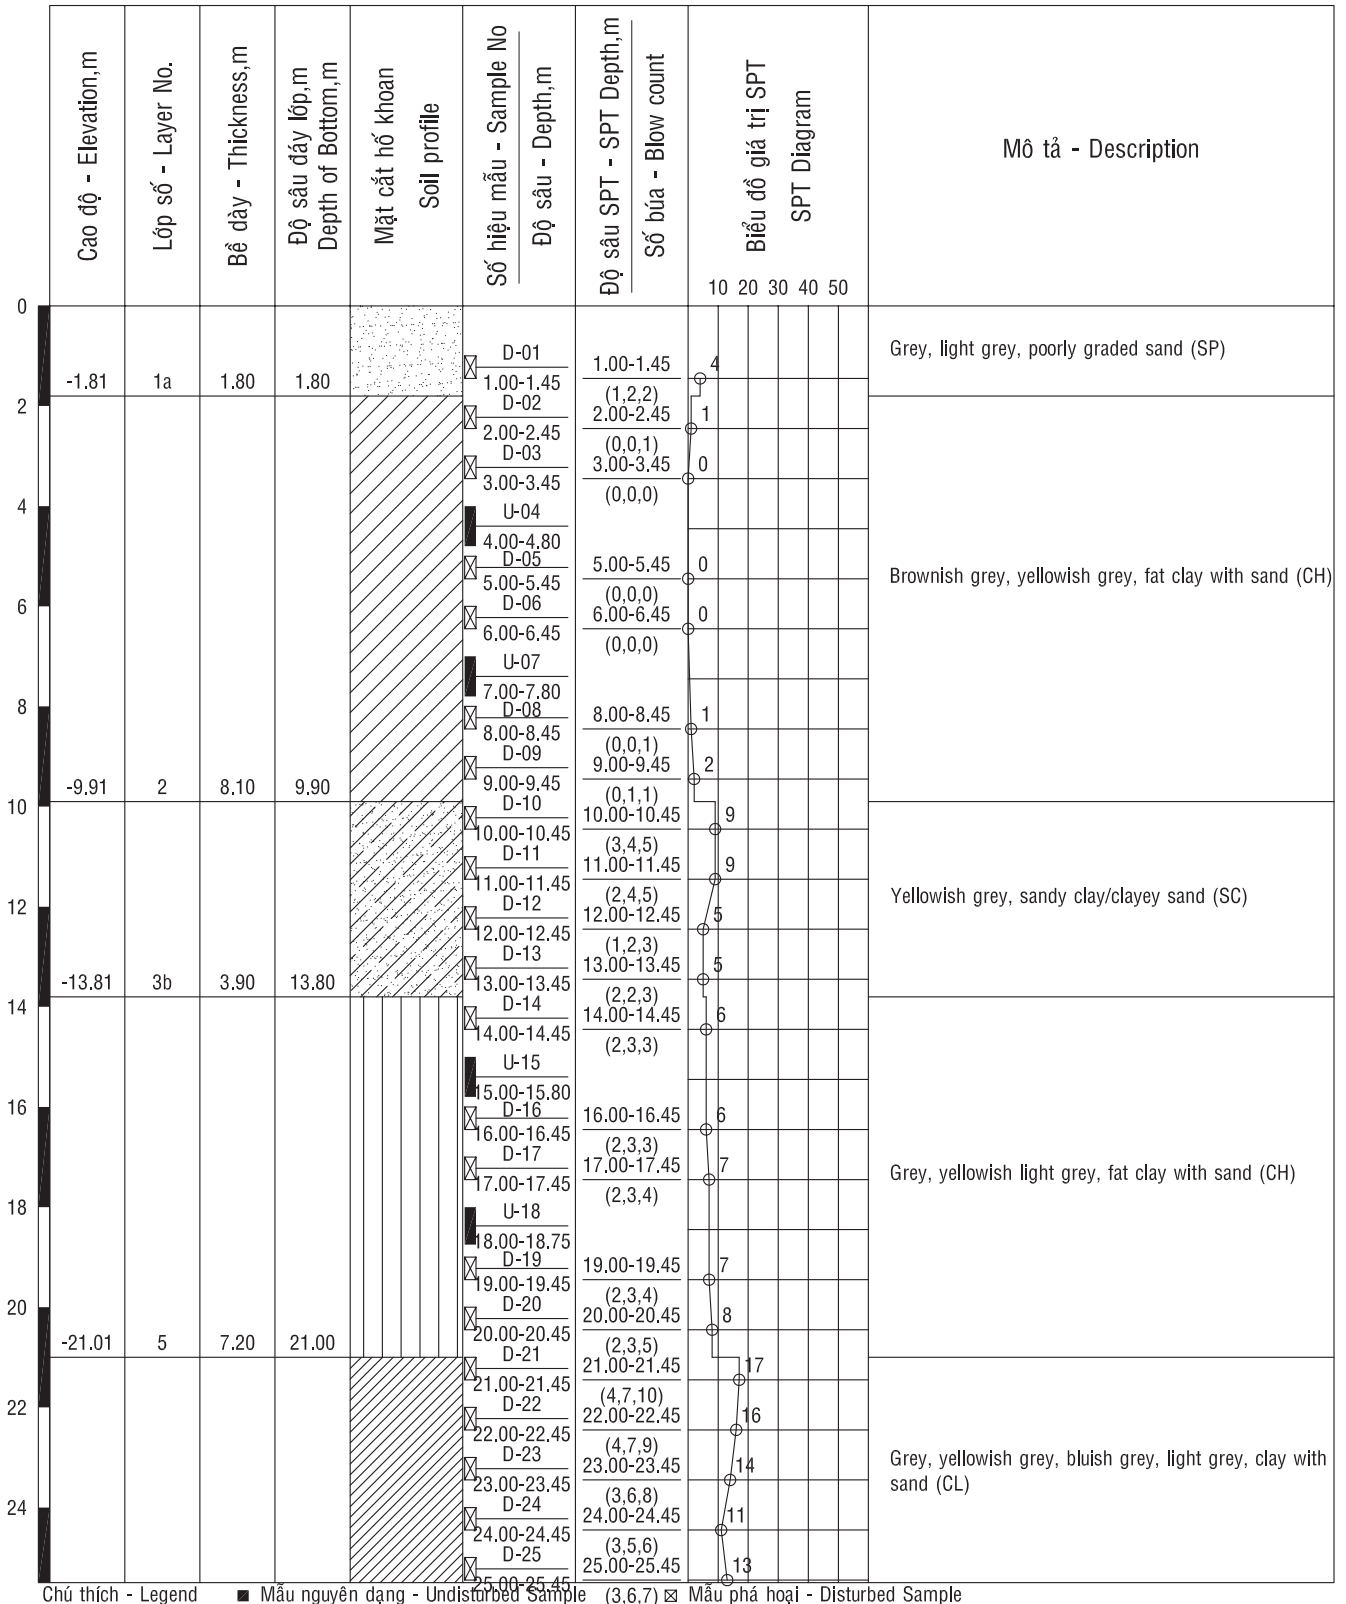 Cao độ - Elevation,m
Lóp số - Layer No.
Bề dày - Thickness,m
Độ sâu đáy lóp,m
Depth of Bottom,m
Mặt cắt hố khoan
Soil profile
Số hiệu mẫu - Sample No
Độ sâu - Depth,m
Độ sâu SPT - SPT Depth,m
Số búa - Blow count
Biểu đồ giá trị SPT
SPT Diagram
Mô tả - Description
10 20 30 40 50
0
Grey, light grey, poorly graded sand (SP)
D-01
1.00-1.45 4
-1.81 1a 1.80 1.80
1.00-1.45 (1,2,2)
2
D-02
2.00-2.45 1
2.00-2.45 (0,0,1)
D-03
3.00-3.45 0
3.00-3.45 (0,0,0)
4
U-04
4.00-4.80
D-05
5.00-5.45 0
Brownish grey, yellowish grey, fat clay with sand (CH)
5.00-5.45 (0,0,0)
6
D-06
6.00-6.45 0
6.00-6.45 (0,0,0)
U-07
7.00-7.80
8
D-08
8.00-8.45 1
8.00-8.45 (0,0,1)
D-09
9.00-9.45 2
-9.91 2 8.10 9.90
9.00-9.45 (0,1,1)
10
D-10
10.00-10.45 9
10.00-10.45 (3,4,5)
D-11
11.00-11.45 9
11.00-11.45 (2,4,5)
Yellowish grey, sandy clay/clayey sand (SC)
12
D-12
12.00-12.45 5
12.00-12.45 (1,2,3)
D-13
13.00-13.45 5
-13.81 3b 3.90 13.80
13.00-13.45 (2,2,3)
14
D-14
14.00-14.45 6
14.00-14.45 (2,3,3)
U-15
15.00-15.80
16
D-16
16.00-16.45 6
16.00-16.45 (2,3,3)
D-17
17.00-17.45 7
Grey, yellowish light grey, fat clay with sand (CH)
17.00-17.45 (2,3,4)
18
U-18
18.00-18.75
D-19
19.00-19.45 7
19.00-19.45 (2,3,4)
20
D-20
20.00-20.45 8
-21.01 5 7.20 21.00
20.00-20.45 (2,3,5)
D-21
21.00-21.45 17
21.00-21.45 (4,7,10)
22
D-22
22.00-22.45 16
22.00-22.45 (4,7,9)
D-23
23.00-23.45 14
Grey, yellowish grey, bluish grey, light grey, clay with
sand (CL)
23.00-23.45 (3,6,8)
24
D-24
24.00-24.45 11
24.00-24.45 (3,5,6)
D-25
25.00-25.45 13
25.00-25.45 (3,6,7)
Chú thích - Legend Mẫu nguyên dạng - Undisturbed Sample Mẫu phá hoại - Disturbed Sample